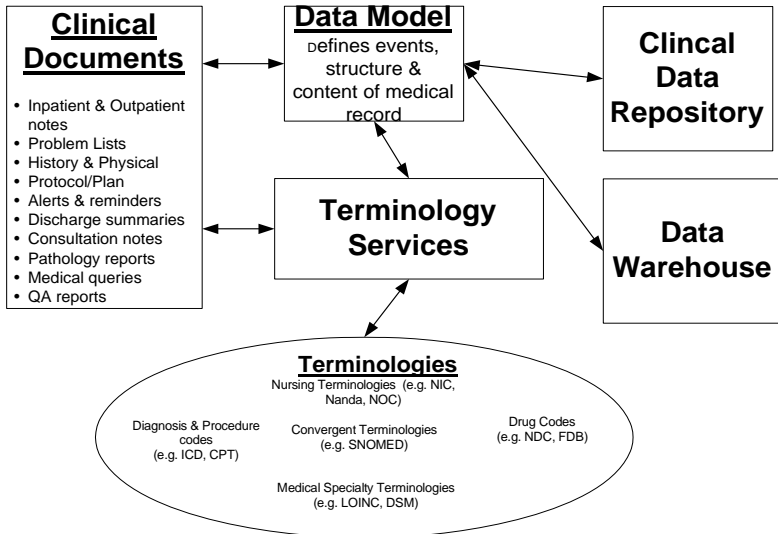 Clinical
Documents
• Inpatient & Outpatient
notes
• Problem Lists
• History & Physical
• Protocol/Plan
• Alerts & reminders
• Discharge summaries
• Consultation notes
• Pathology reports
• Medical queries
• QA reports
Data Model
Defines events,
structure &
content of medical
record
Clincal
Data
Repository
Terminology
Services
Data
Warehouse
Terminologies
Nursing Terminologies (e.g. NIC,
Nanda, NOC)
Diagnosis & Procedure
codes
(e.g. ICD, CPT)
Convergent Terminologies
(e.g. SNOMED)
Drug Codes
(e.g. NDC, FDB)
Medical Specialty Terminologies
(e.g. LOINC, DSM)